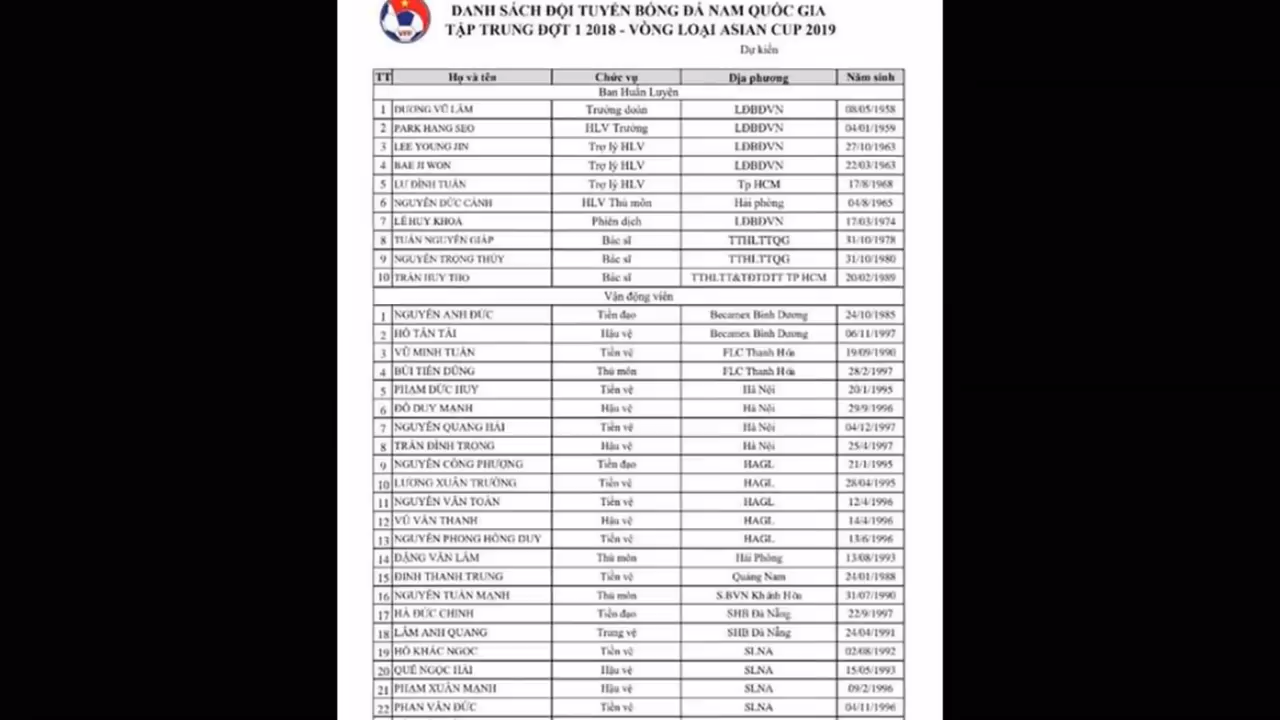 VFF
DANH SÁCH ĐỘI TUYỂN BÓNG ĐÁ NAM QUỐC GIA
TẬP TRUNG ĐỢT 1 2018 - VÒNG LOẠI ASIAN CUP 2019
Dự kiến
TT Họ và tên Chức vụ Địa phương Năm sinh
Ban Huấn Luyện
1 DƯƠNG VŨ LÂM Trưởng đoàn LĐBĐVN 08/05/1958
2 PARK HANG SEO HLV Trưởng LĐBĐVN 04/01/1959
3 LEE YOUNG JIN Trợ lý HLV LĐBĐVN 27/10/1963
4 BAE JI WON Trợ lý HLV LĐBĐVN 22/03/1963
5 LƯ ĐÌNH TUẤN Trợ lý HLV Tp HCM 17/8/1968
6 NGUYỄN ĐỨC CẢNH HLV Thủ môn Hải phòng 04/8/1965
7 LÊ HUY KHOA Phiên dịch LĐBĐVN 17/03/1974
8 TUẤN NGUYÊN GIÁP Bác sĩ TTHLTTQG 31/10/1978
9 NGUYỄN TRỌNG THỦY Bác sĩ TTHLTTQG 31/10/1980
10 TRẦN HUY THỌ Bác sĩ TTHLTT&TĐTDTT TP HCM 20/02/1989
Vận động viên
1 NGUYỄN ANH ĐỨC Tiền đạo Becamex Bình Dương 24/10/1985
2 HỒ TẤN TÀI Hậu vệ Becamex Bình Dương 06/11/1997
3 VŨ MINH TUẤN Tiền vệ FLC Thanh Hóa 19/09/1990
4 BÙI TIẾN DŨNG Thủ môn FLC Thanh Hóa 28/2/1997
5 PHẠM ĐỨC HUY Tiền vệ Hà Nội 20/1/1995
6 ĐỖ DUY MẠNH Hậu vệ Hà Nội 29/9/1996
7 NGUYỄN QUANG HẢI Tiền vệ Hà Nội 04/12/1997
8 TRẦN ĐÌNH TRỌNG Hậu vệ Hà Nội 25/4/1997
9 NGUYỄN CÔNG PHƯỢNG Tiền đạo HAGL 21/1/1995
10 LƯƠNG XUÂN TRƯỜNG Tiền vệ HAGL 28/04/1995
11 NGUYỄN VĂN TOÀN Tiền vệ HAGL 12/4/1996
12 VŨ VĂN THANH Hậu vệ HAGL 14/4/1996
13 NGUYỄN PHONG HỒNG DUY Tiền vệ HAGL 13/6/1996
14 ĐẶNG VĂN LÂM Thủ môn Hải Phòng 13/08/1993
15 ĐINH THANH TRUNG Tiền vệ Quảng Nam 24/01/1988
16 NGUYỄN TUẤN MẠNH Thủ môn S.BVN Khánh Hòa 31/07/1990
17 HÀ ĐỨC CHINH Tiền đạo SHB Đà Nẵng 22/9/1997
18 LÂM ANH QUANG Trung vệ SHB Đà Nẵng 24/04/1991
19 HỒ KHẮC NGỌC Tiền vệ SLNA 02/08/1992
20 QUẾ NGỌC HẢI Hậu vệ SLNA 15/05/1993
21 PHẠM XUÂN MẠNH Hậu vệ SLNA 09/2/1996
22 PHAN VĂN ĐỨC Tiền vệ SLNA 04/11/1996